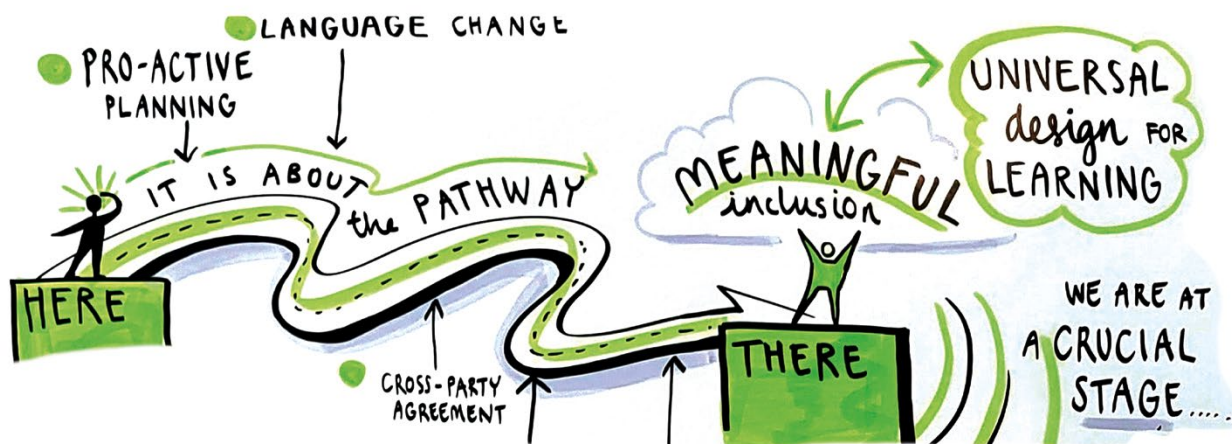 LANGUAGE CHANGE
PRO-ACTIVE
PLANNING
IT IS ABOUT
the PATHWAY
HERE
CROSS-PARTY
AGREEMENT
MEANINGFUL
inclusion
THERE
UNIVERSAL
design FOR
LEARNING
WE ARE AT
A CRUCIAL
STAGE.....